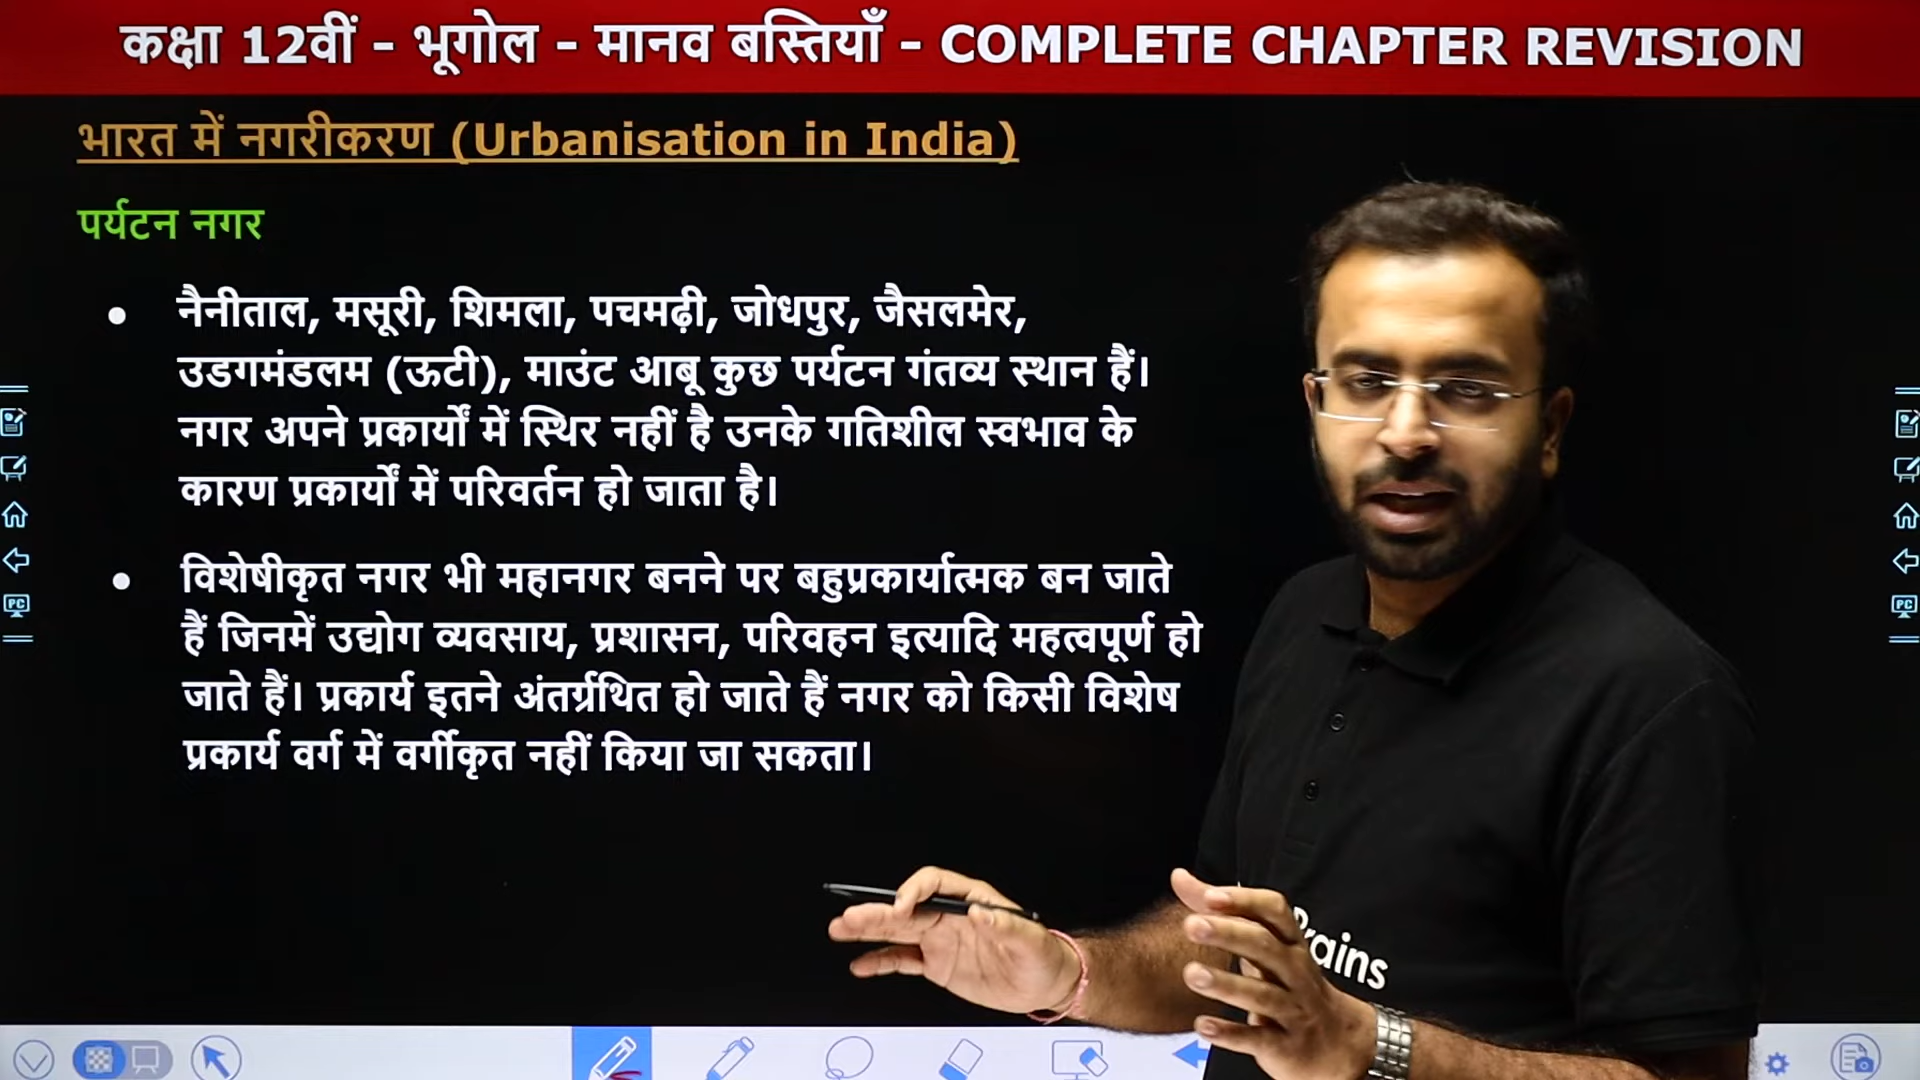 कक्षा 12वीं - भूगोल - मानव बस्तियाँ - COMPLETE CHAPTER REVISION
भारत में नगरीकरण (Urbanisation in India)
पर्यटन नगर
• नैनीताल, मसूरी, शिमला, पचमढ़ी, जोधपुर, जैसलमेर,
उडगमंडलम (ऊटी), माउंट आबू कुछ पर्यटन गंतव्य स्थान हैं।
नगर अपने प्रकार्यों में स्थिर नहीं है उनके गतिशील स्वभाव के
कारण प्रकार्यों में परिवर्तन हो जाता है।
• विशेषीकृत नगर भी महानगर बनने पर बहुप्रकार्यात्मक बन जाते
हैं जिनमें उद्योग व्यवसाय, प्रशासन, परिवहन इत्यादि महत्वपूर्ण हो
जाते हैं। प्रकार्य इतने अंतर्ग्रथित हो जाते हैं नगर को किसी विशेष
प्रकार्य वर्ग में वर्गीकृत नहीं किया जा सकता।
PC
PC
Brains